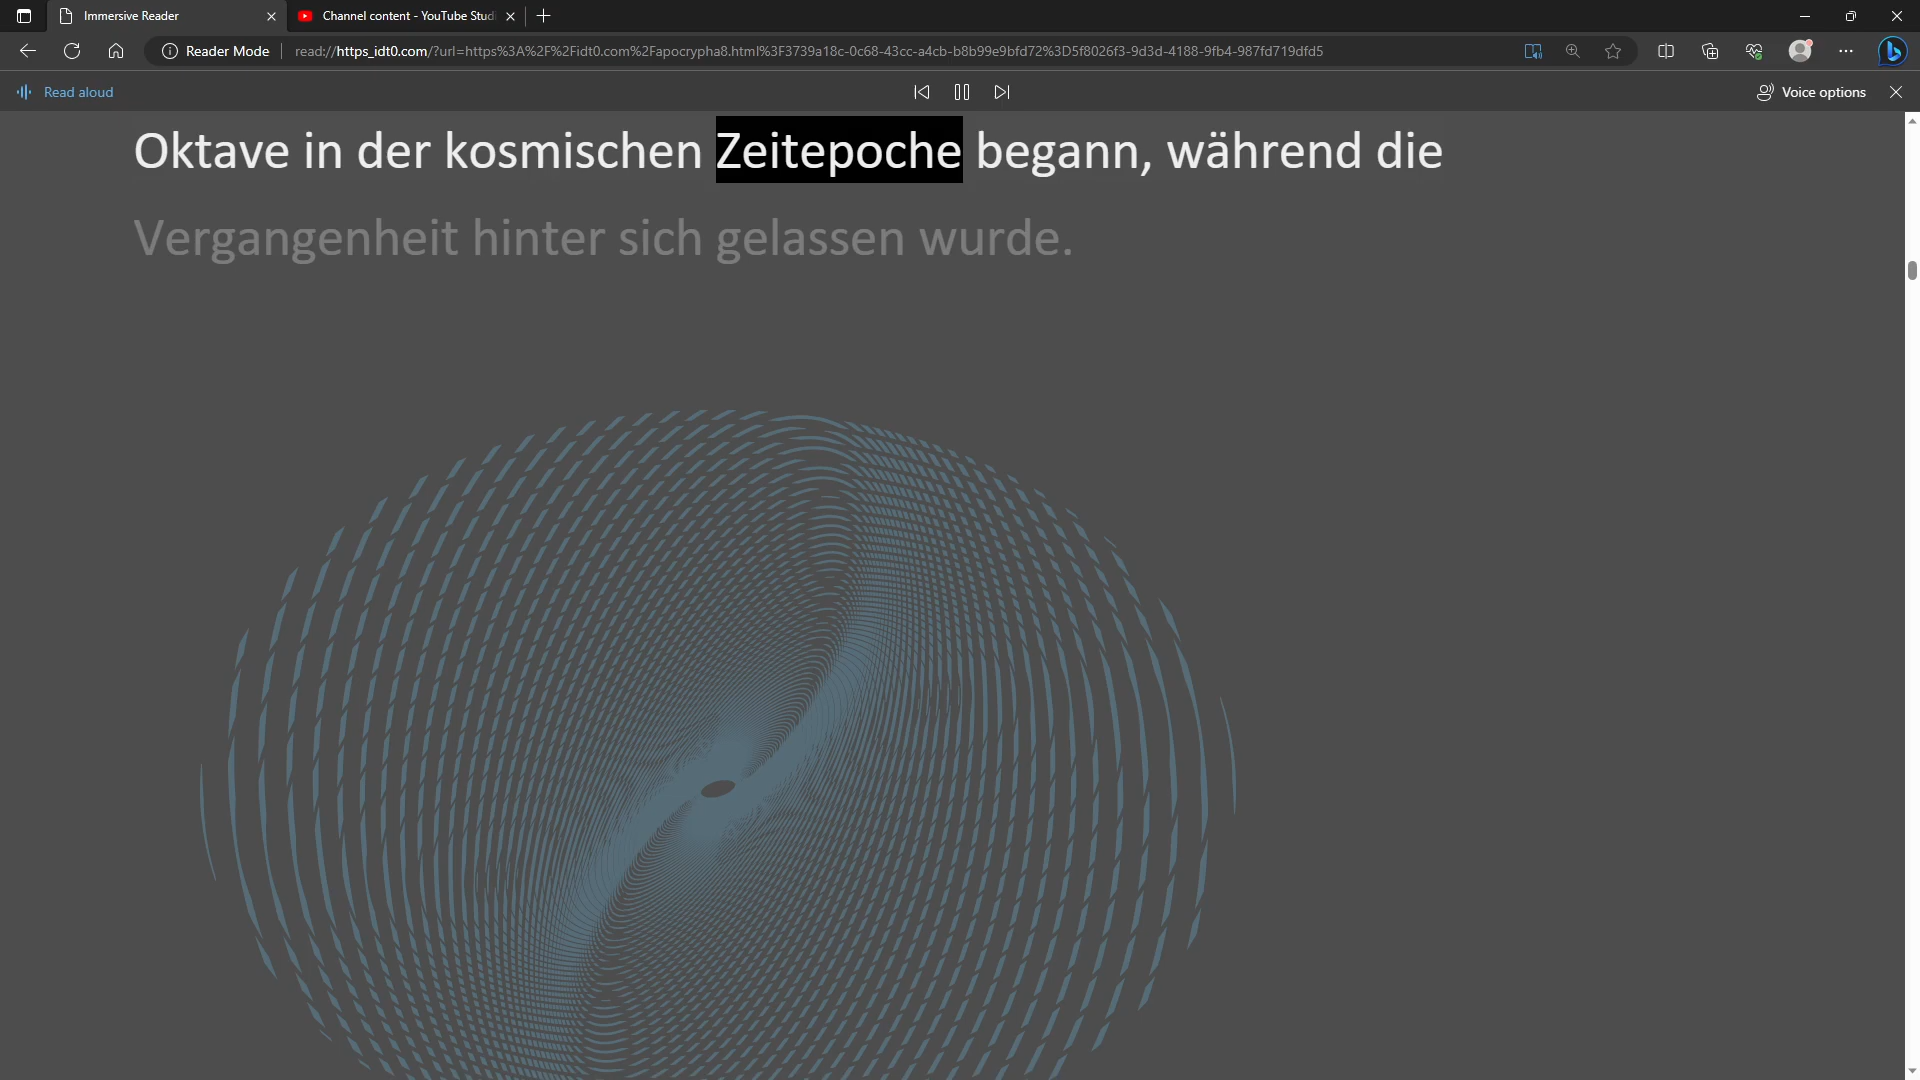 Immersive Reader
Channel content - YouTube Studi
Reader Mode
read://https_idt0.com/?url=https%3A%2F%2Fidt0.com%2Fapocrypha8.html%3F3739a18c-0c68-43cc-a4cb-b8b99e9bfd72%3D5f8026f3-9d3d-4188-9fb4-987fd719dfd5
Read aloud
Voice options
Oktave in der kosmischen Zeitepoche begann, während die
Vergangenheit hinter sich gelassen wurde.